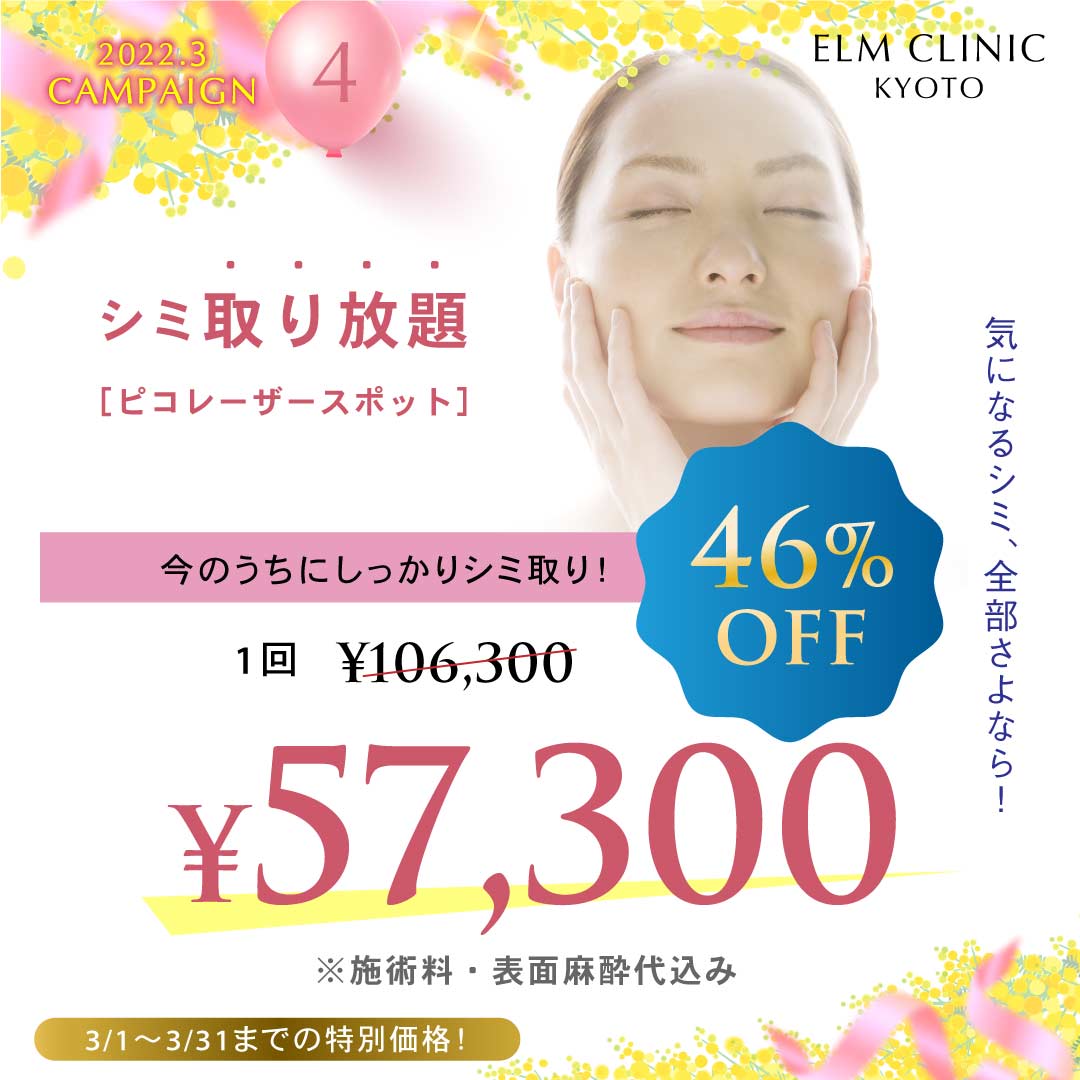 2022.3
CAMPAIGN
4
ELM CLINIC
KYOTO
シミ取り放題
[ピコレーザースポット]
気になるシミ、全部さよなら!
今のうちにしっかりシミ取り!
46%
OFF
1回 ¥106,300
¥57,300
※施術料・表面麻酔代込み
3/1～3/31までの特別価格!